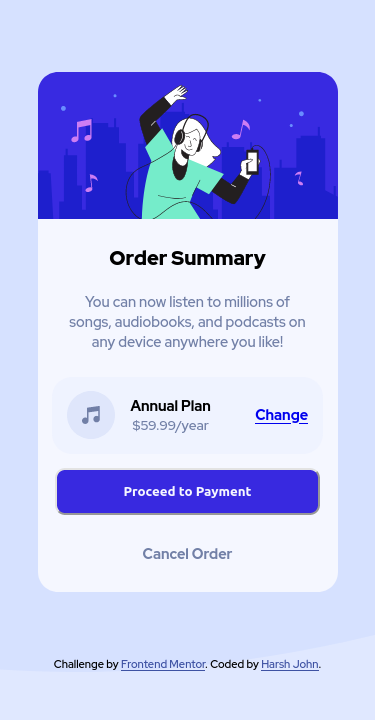 Order Summary
You can now listen to millions of
songs, audiobooks, and podcasts on
any device anywhere you like!
Annual Plan
$59.99/year
Change
Proceed to Payment
Cancel Order
Challenge by Frontend Mentor. Coded by Harsh John.